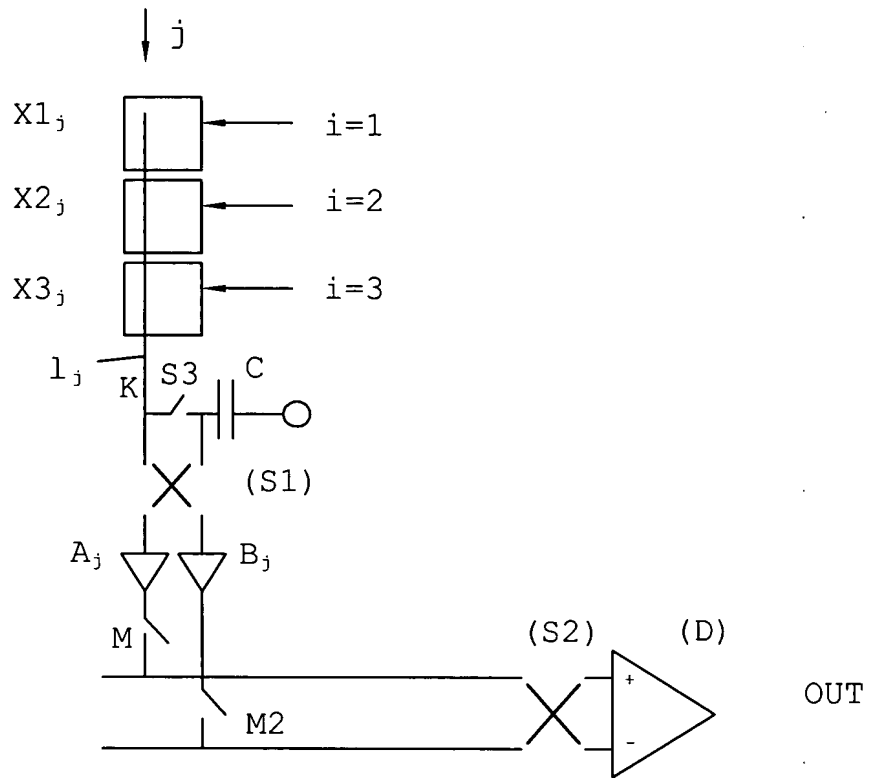 j
X1ⱼ
i=1
X2ⱼ
i=2
X3ⱼ
i=3
lⱼ
K
S3
C
(S1)
Aⱼ
Bⱼ
M
(S2)
(D)
+
OUT
M2
-